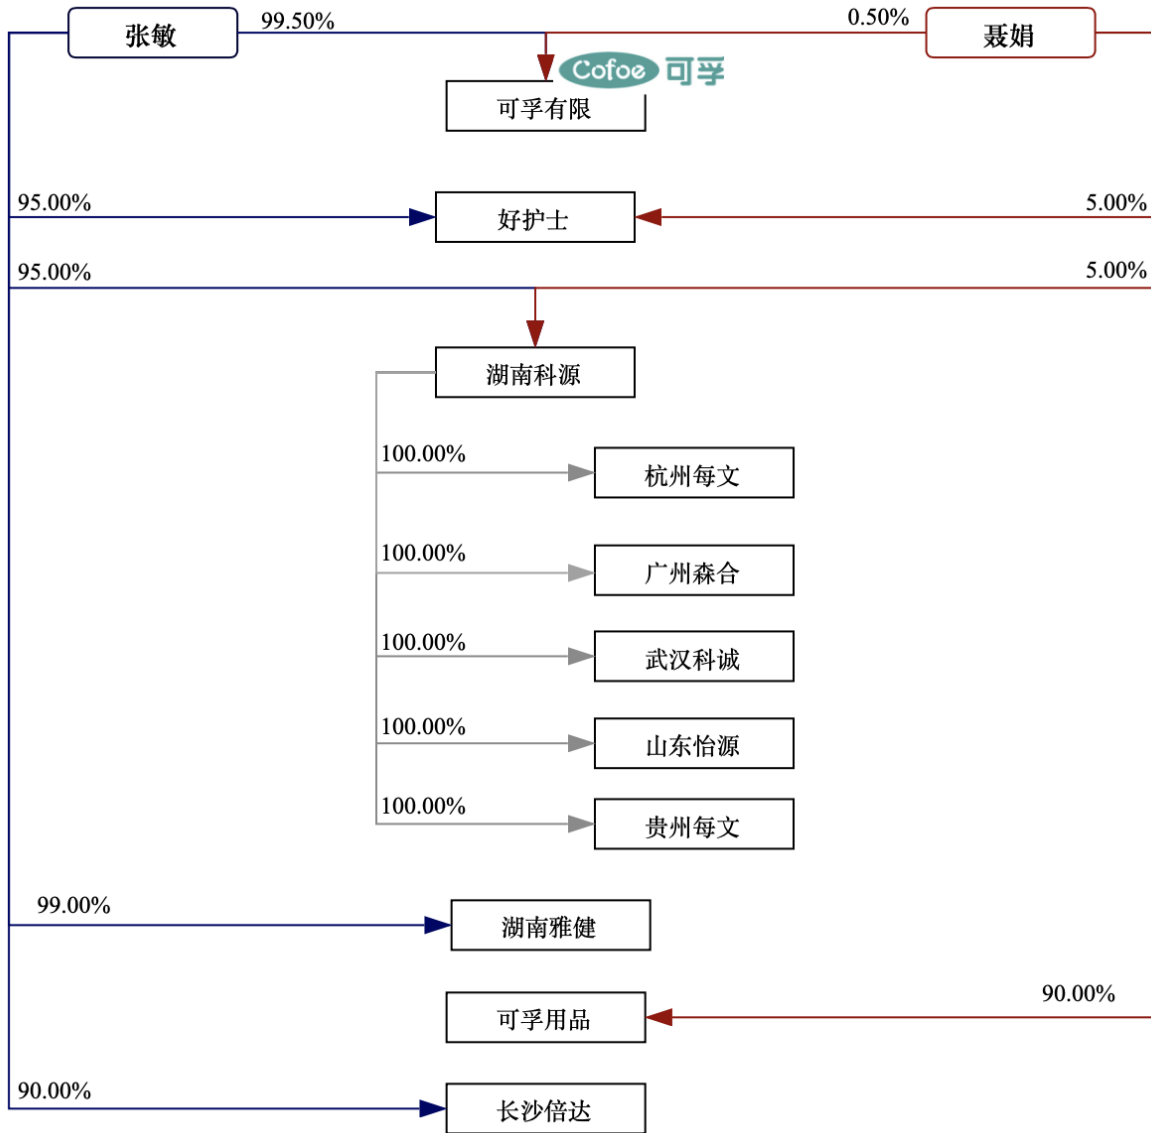 张敏
99.50%
0.50%
聂娟
Cofoe 可孚
可孚有限
95.00%
好护士
5.00%
95.00%
5.00%
湖南科源
100.00%
杭州每文
100.00%
广州森合
100.00%
武汉科诚
100.00%
山东怡源
100.00%
贵州每文
99.00%
湖南雅健
可孚用品
90.00%
90.00%
长沙倍达